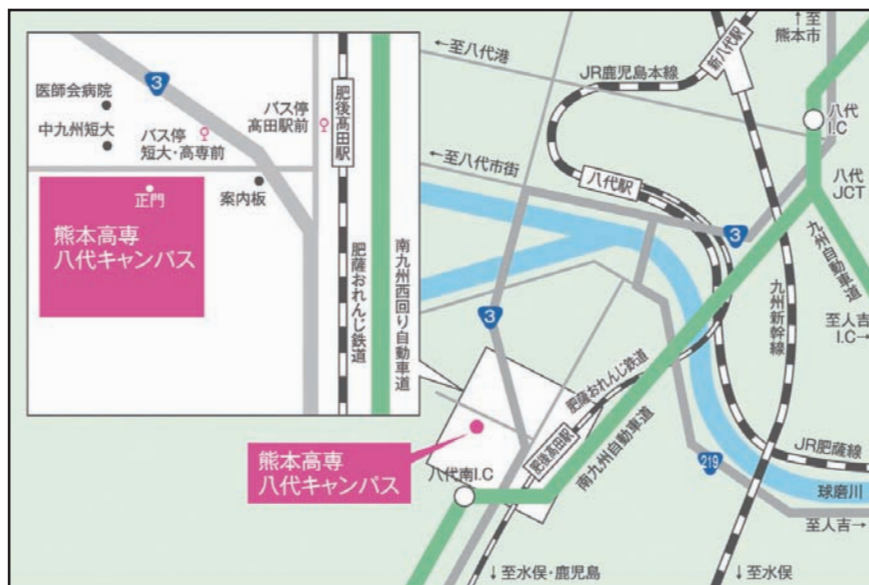 3
医師会病院
中九州短大
バス停
短大・高専前
バス停
髙田駅前
肥後髙田駅
正門
案内板
熊本高専
八代キャンパス
肥薩おれんじ鉄道
南九州西回り自動車道
↑至
熊本市
←至八代港
新八代駅
JR鹿児島本線
八代
I.C
←至八代市街
八代駅
八代
JCT
3
九州自動車道
九州新幹線
至人吉
I.C→
3
肥薩おれんじ鉄道
肥後髙田駅
南九州自動車道
熊本高専
八代キャンパス
八代南I.C
219
JR肥薩線
球磨川
至人吉→
↓至水俣・鹿児島
↓至水俣